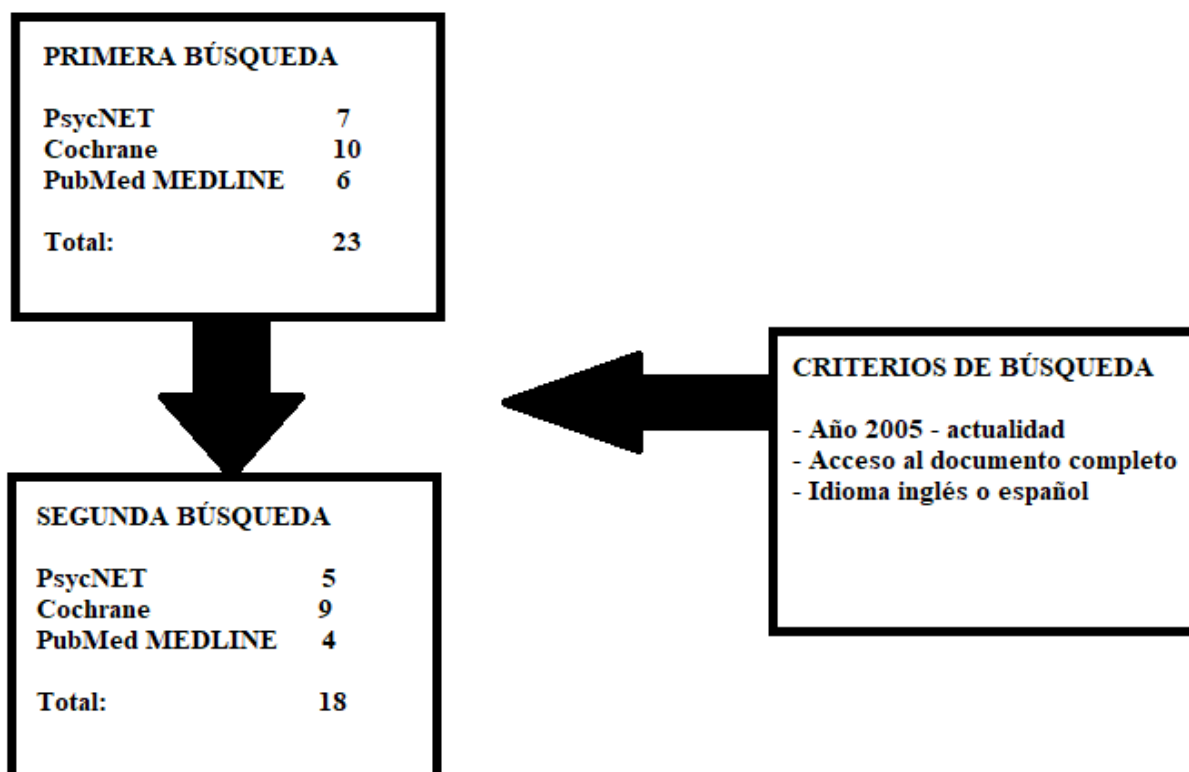 PRIMERA BÚSQUEDA
PsycNET 7
Cochrane 10
PubMed MEDLINE 6
Total: 23
CRITERIOS DE BÚSQUEDA
- Año 2005 - actualidad
- Acceso al documento completo
- Idioma inglés o español
SEGUNDA BÚSQUEDA
PsycNET 5
Cochrane 9
PubMed MEDLINE 4
Total: 18